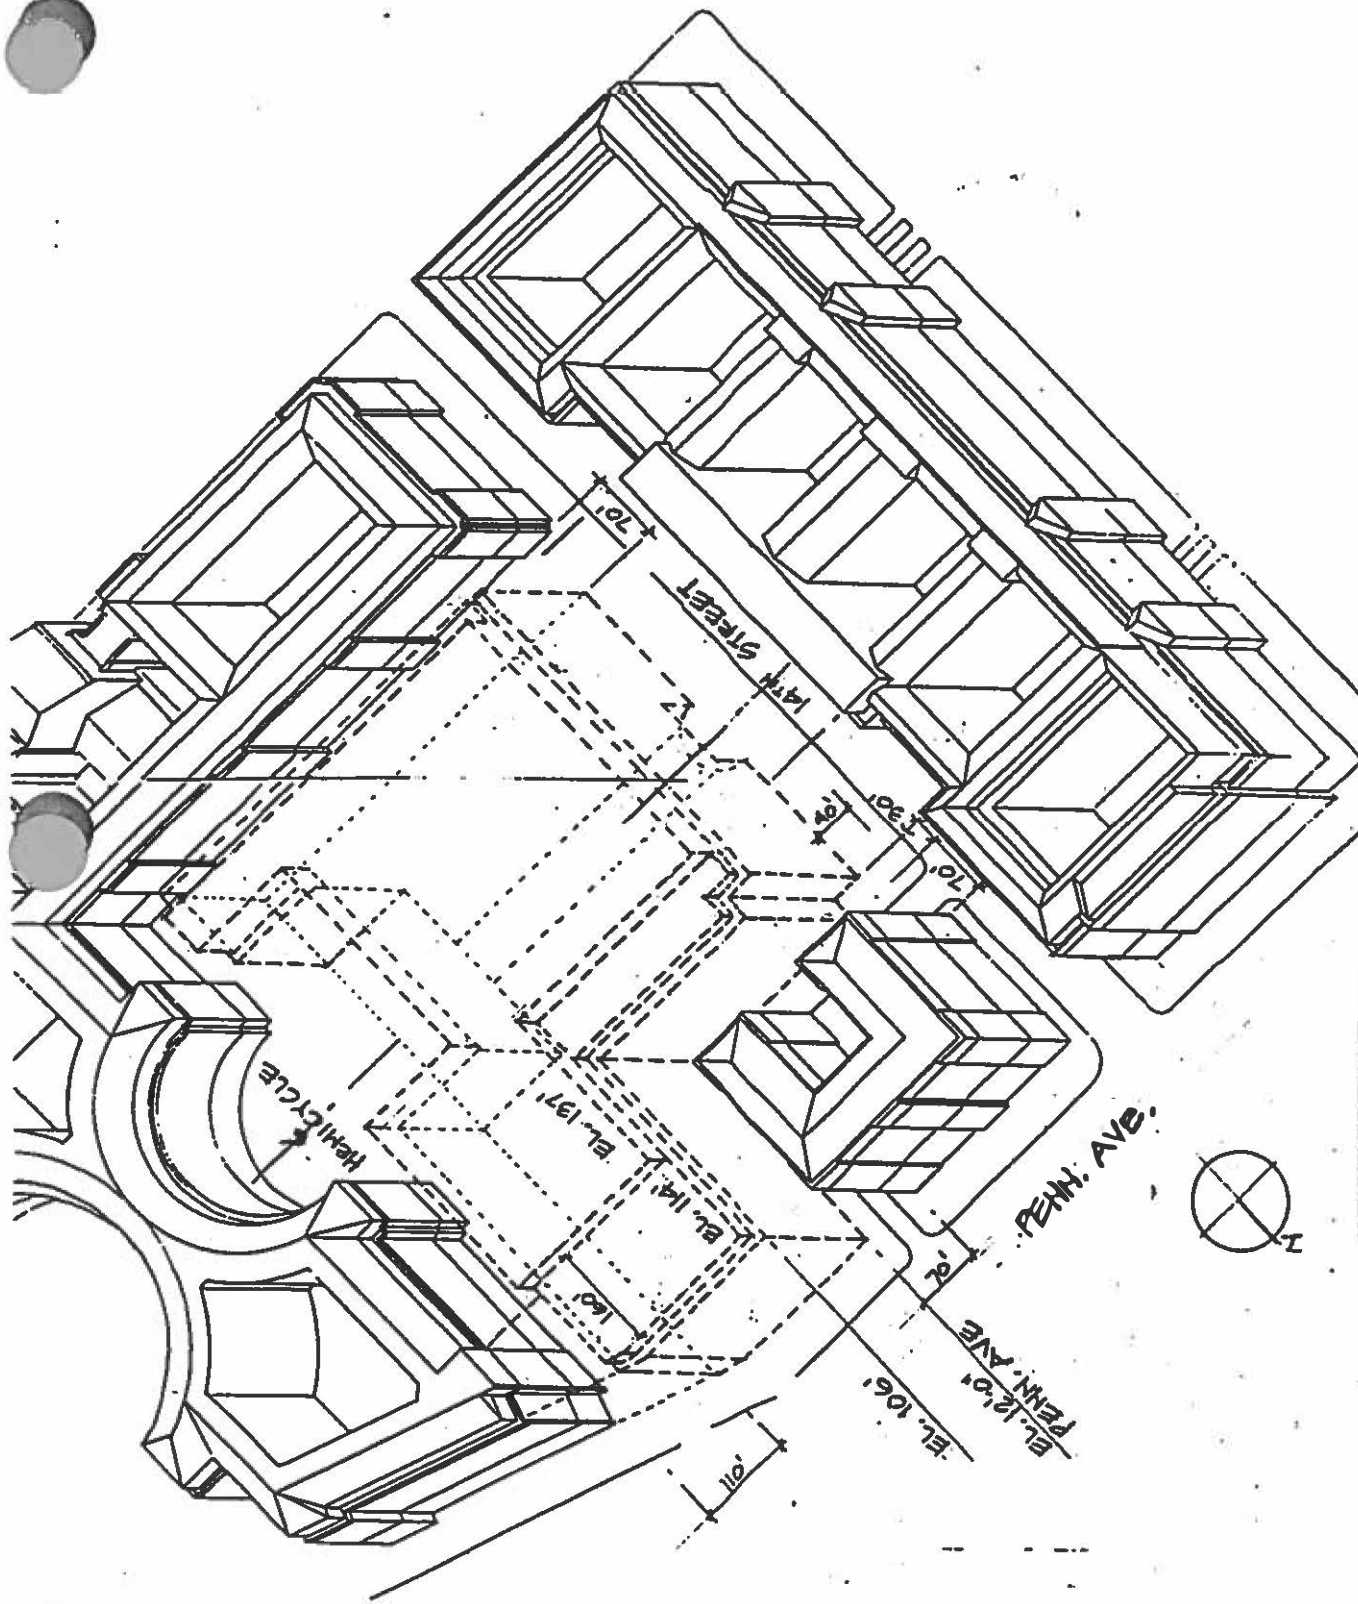 70'
14TH STREET
40'
±30'
70'
HEMICYCLE
EL. 137'
EL. 114'
160'
PENN. AVE.
70'
EL. 12'0"
PENN. AVE
EL. 106'
110'